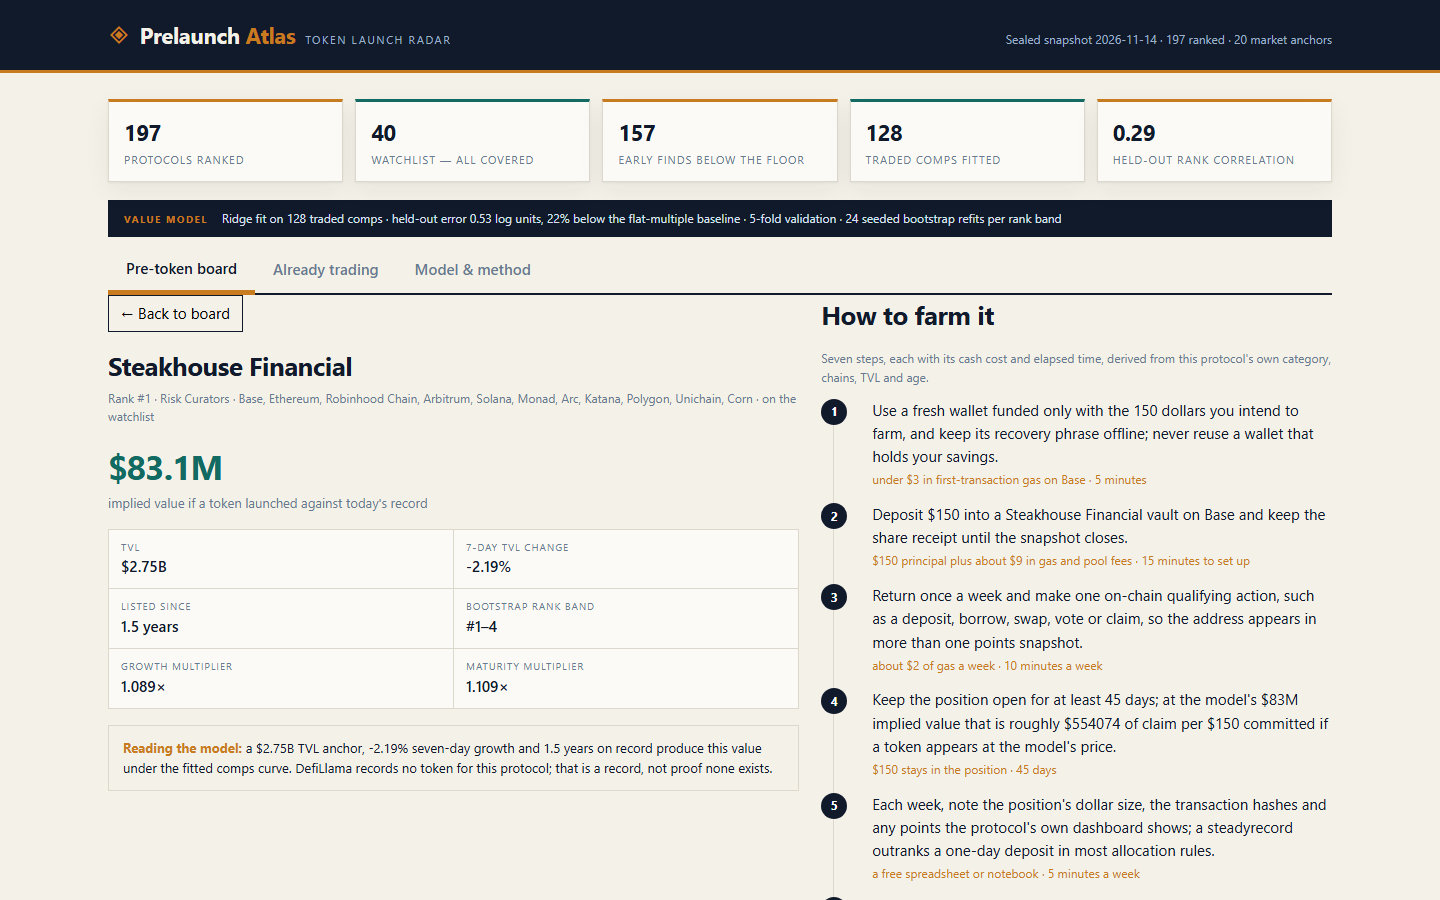 Prelaunch Atlas TOKEN LAUNCH RADAR
Sealed snapshot 2026-11-14 · 197 ranked · 20 market anchors
197
PROTOCOLS RANKED
40
WATCHLIST — ALL COVERED
157
EARLY FINDS BELOW THE FLOOR
128
TRADED COMPS FITTED
0.29
HELD-OUT RANK CORRELATION
VALUE MODEL Ridge fit on 128 traded comps · held-out error 0.53 log units, 22% below the flat-multiple baseline · 5-fold validation · 24 seeded bootstrap refits per rank band
Pre-token board
Already trading
Model & method
← Back to board
Steakhouse Financial
Rank #1 · Risk Curators · Base, Ethereum, Robinhood Chain, Arbitrum, Solana, Monad, Arc, Katana, Polygon, Unichain, Corn · on the
watchlist
$83.1M
implied value if a token launched against today's record
TVL
$2.75B
7-DAY TVL CHANGE
-2.19%
LISTED SINCE
1.5 years
BOOTSTRAP RANK BAND
#1–4
GROWTH MULTIPLIER
1.089×
MATURITY MULTIPLIER
1.109×
Reading the model: a $2.75B TVL anchor, -2.19% seven-day growth and 1.5 years on record produce this value
under the fitted comps curve. DefiLlama records no token for this protocol; that is a record, not proof none exists.
How to farm it
Seven steps, each with its cash cost and elapsed time, derived from this protocol's own category,
chains, TVL and age.
1
Use a fresh wallet funded only with the 150 dollars you intend to
farm, and keep its recovery phrase offline; never reuse a wallet that
holds your savings.
under $3 in first-transaction gas on Base · 5 minutes
2
Deposit $150 into a Steakhouse Financial vault on Base and keep the
share receipt until the snapshot closes.
$150 principal plus about $9 in gas and pool fees · 15 minutes to set up
3
Return once a week and make one on-chain qualifying action, such
as a deposit, borrow, swap, vote or claim, so the address appears in
more than one points snapshot.
about $2 of gas a week · 10 minutes a week
4
Keep the position open for at least 45 days; at the model's $83M
implied value that is roughly $554074 of claim per $150 committed if
a token appears at the model's price.
$150 stays in the position · 45 days
5
Each week, note the position's dollar size, the transaction hashes and
any points the protocol's own dashboard shows; a steadyrecord
outranks a one-day deposit in most allocation rules.
a free spreadsheet or notebook · 5 minutes a week